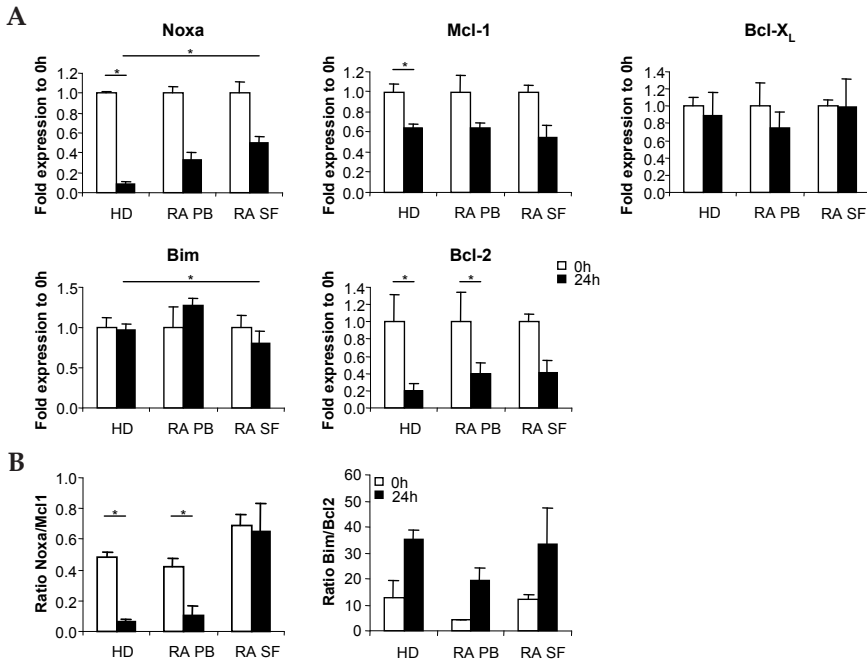 A
Noxa
*
*
Fold expression to 0h
1.2
1.0
0.8
0.6
0.4
0.2
0.0
HD RA PB RA SF
Mcl-1
*
Fold expression to 0h
1.4
1.2
1.0
0.8
0.6
0.4
0.2
0.0
HD RA PB RA SF
Bcl-XL
Fold expression to 0h
1.4
1.2
1.0
0.8
0.6
0.4
0.2
0.0
HD RA PB RA SF
Bim
*
Fold expression to 0h
1.5
1.0
0.5
0.0
HD RA PB RA SF
Bcl-2
* *
0h
24h
Fold expression to 0h
1.4
1.2
1.0
0.8
0.6
0.4
0.2
0.0
HD RA PB RA SF
B
* *
Ratio Noxa/Mcl1
1.0
0.8
0.6
0.4
0.2
0.0
HD RA PB RA SF
0h
24h
Ratio Bim/Bcl2
60
50
40
30
20
10
0
HD RA PB RA SF